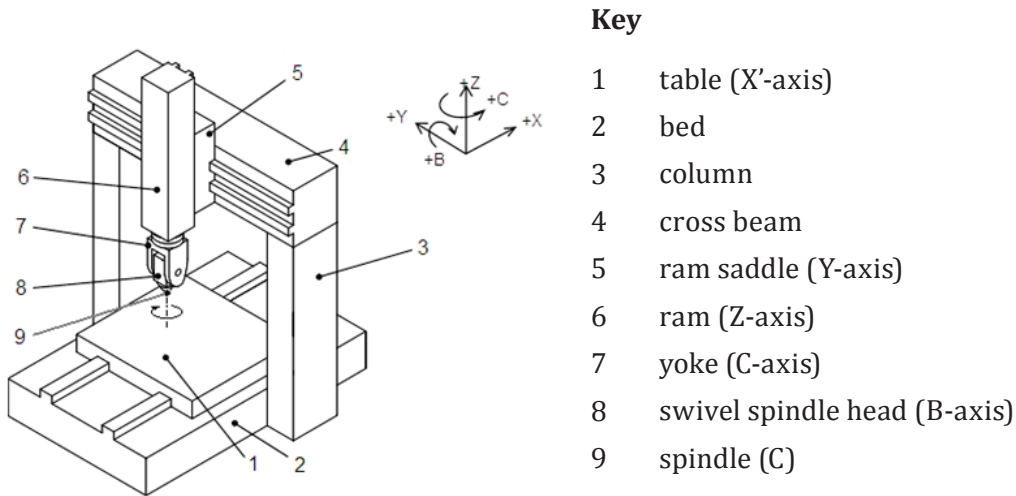 5
+Z
+C
+Y
+X
4
+B
6
7
3
8
9
1
2
Key
1 table (X’-axis)
2 bed
3 column
4 cross beam
5 ram saddle (Y-axis)
6 ram (Z-axis)
7 yoke (C-axis)
8 swivel spindle head (B-axis)
9 spindle (C)